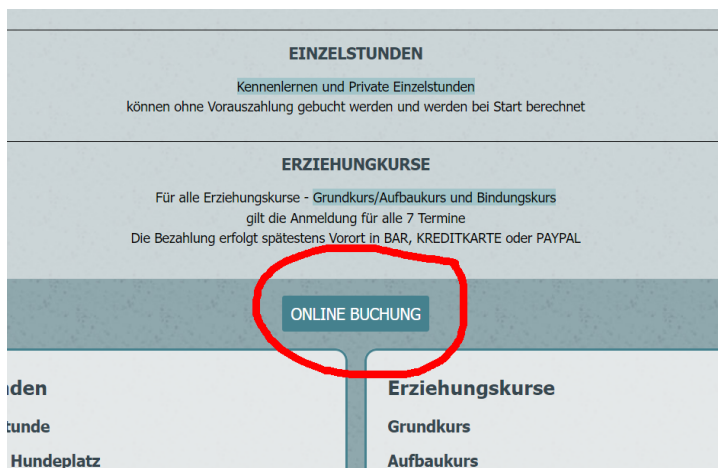 EINZELSTUNDEN
Kennenlernen und Private Einzelstunden
können ohne Vorauszahlung gebucht werden und werden bei Start berechnet
ERZIEHUNGKURSE
Für alle Erziehungskurse - Grundkurs/Aufbaukurs und Bindungskurs
gilt die Anmeldung für alle 7 Termine
Die Bezahlung erfolgt spätestens Vorort in BAR, KREDITKARTE oder PAYPAL
ONLINE BUCHUNG
Erziehungskurse
Grundkurs
Hundeplatz
Aufbaukurs